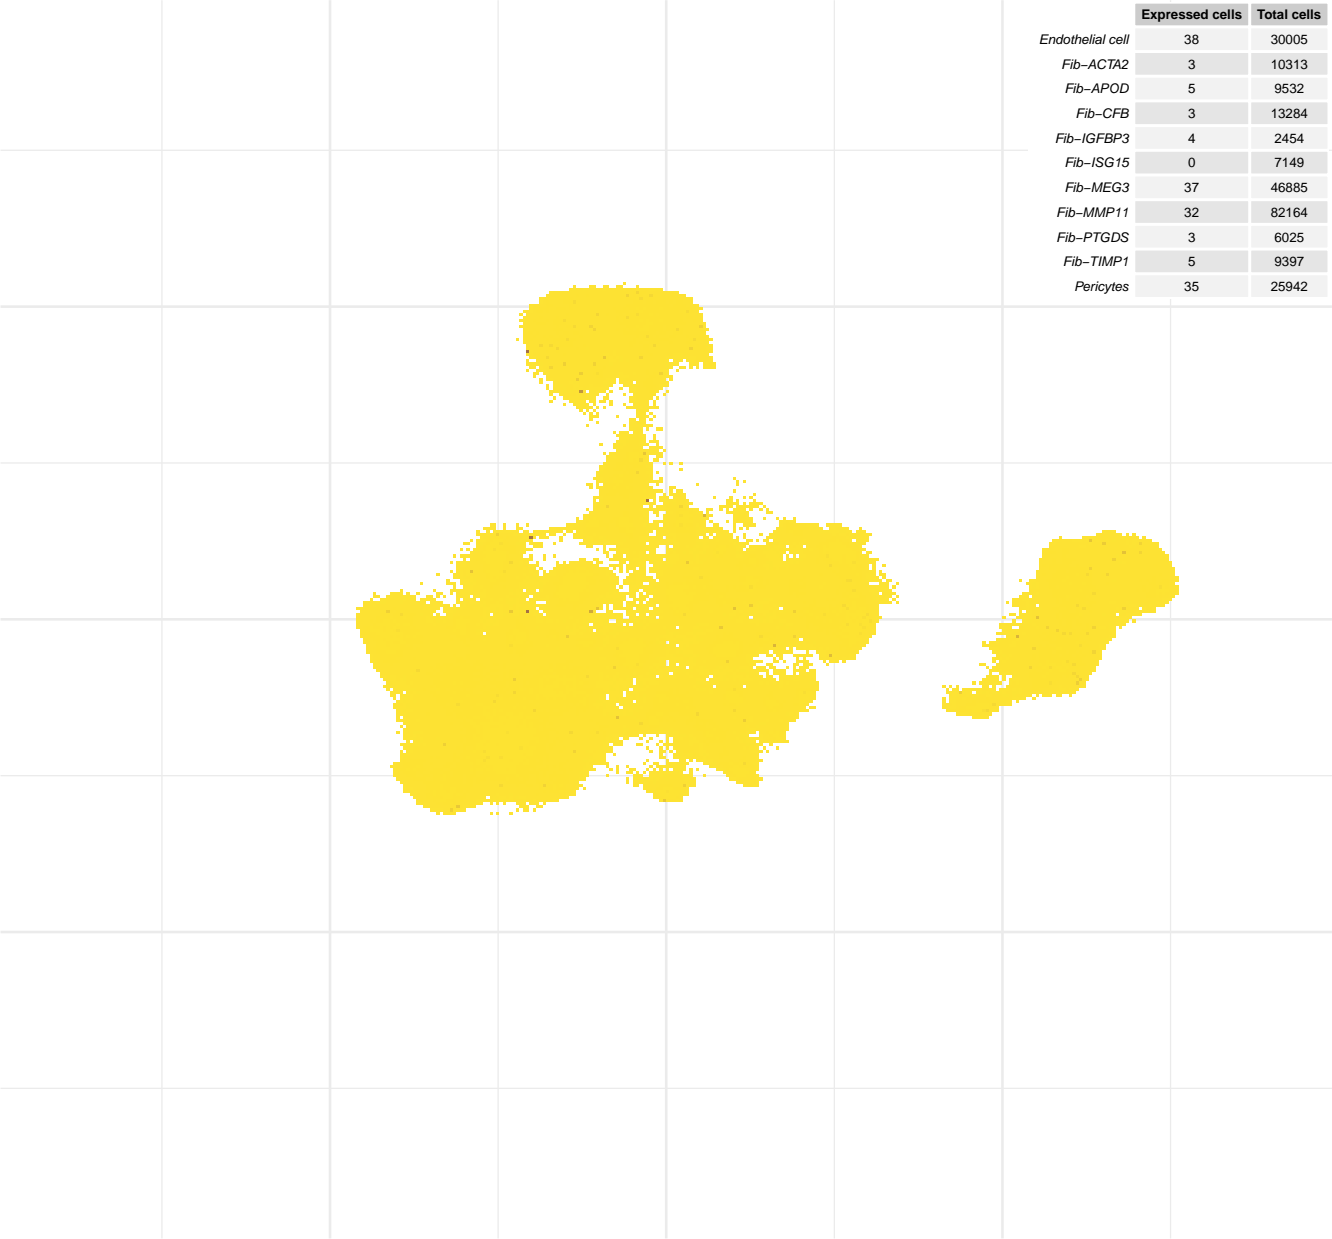 Expressed cells Total cells
Endothelial cell 38 30005
Fib−ACTA2 3 10313
Fib−APOD 5 9532
Fib−CFB 3 13284
Fib−IGFBP3 4 2454
Fib−ISG15 0 7149
Fib−MEG3 37 46885
Fib−MMP11 32 82164
Fib−PTGDS 3 6025
Fib−TIMP1 5 9397
Pericytes 35 25942